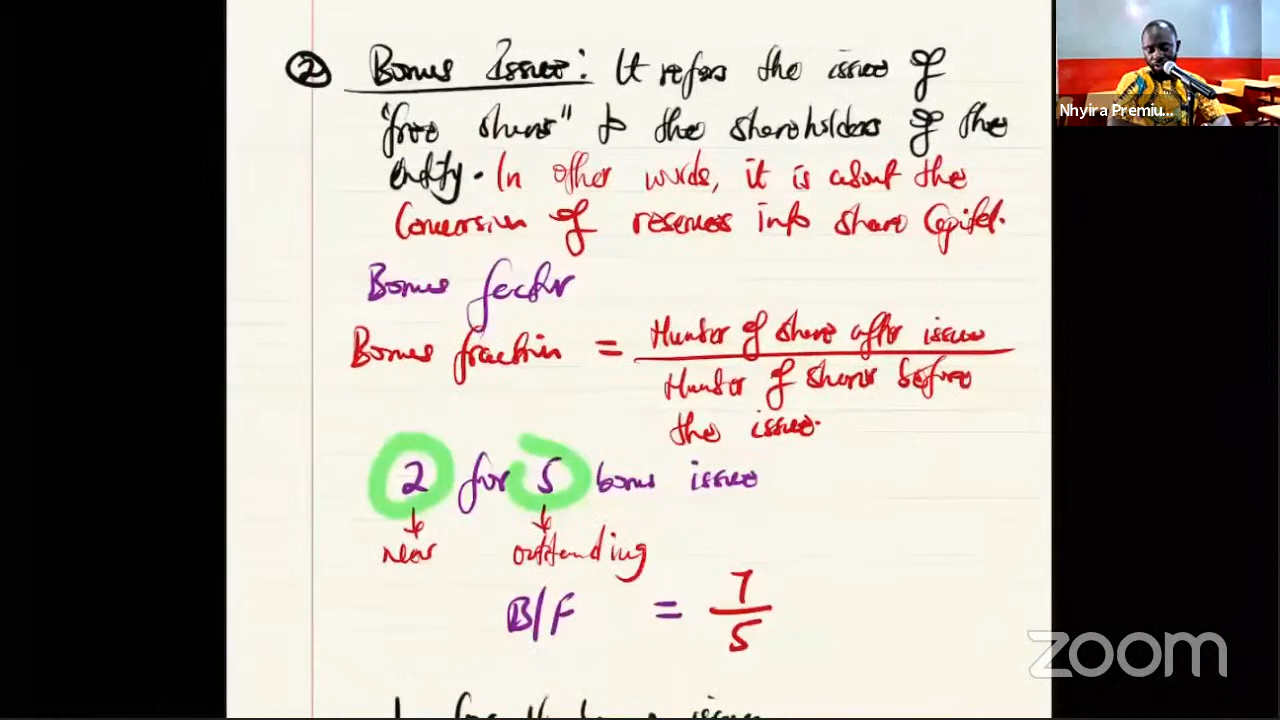 ② Bonus Issue: It refers the issue of
"free shares" to the shareholders of the
entity. In other words, it is about the
Conversion of reserves into share Capital.
Bonus factor
Bonus fraction = Number of share after issue
Number of shares before
the issue.
2 for 5 bonus issue
new outstanding
B/F = 7
5
zoom
Nhyira Premiu...